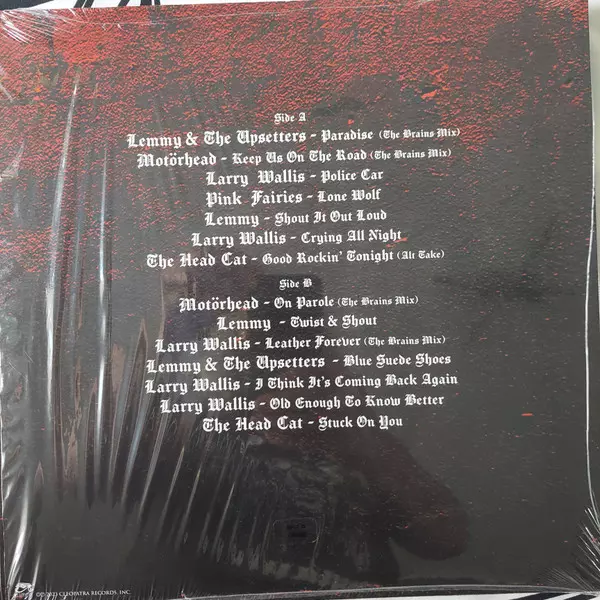 Side A
Lemmy & The Upsetters - Paradise (The Brains Mix)
Motörhead - Keep Us On The Road (The Brains Mix)
Larry Wallis - Police Car
Pink Fairies - Lone Wolf
Lemmy - Shout It Out Loud
Larry Wallis - Crying All Night
The Head Cat - Good Rockin' Tonight (Alt Take)
Side B
Motörhead - On Parole (The Brains Mix)
Lemmy - Twist & Shout
Larry Wallis - Leather Forever (The Brains Mix)
Lemmy & The Upsetters - Blue Suede Shoes
Larry Wallis - I Think It's Coming Back Again
Larry Wallis - Old Enough To Know Better
The Head Cat - Stuck On You
CLEOPATRA RECORDS, INC.